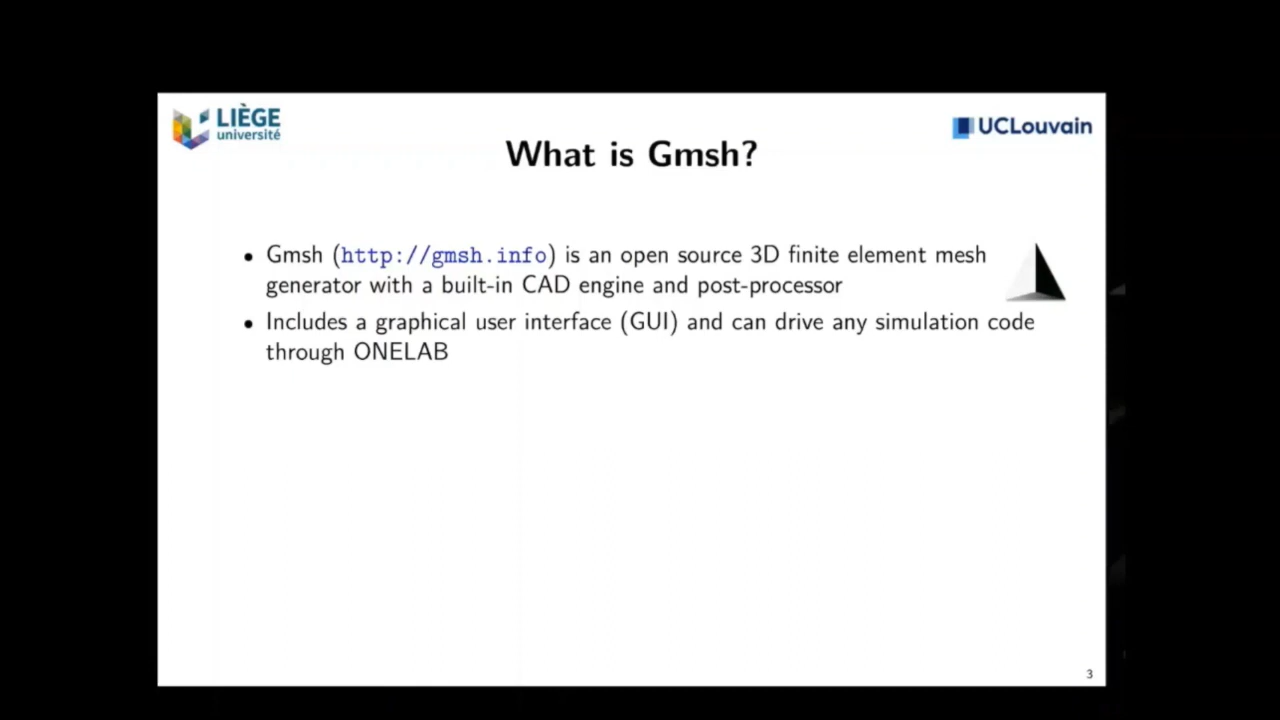 LIÈGE
université
UCLouvain
What is Gmsh?
• Gmsh (http://gmsh.info) is an open source 3D finite element mesh
generator with a built-in CAD engine and post-processor
• Includes a graphical user interface (GUI) and can drive any simulation code
through ONELAB
3